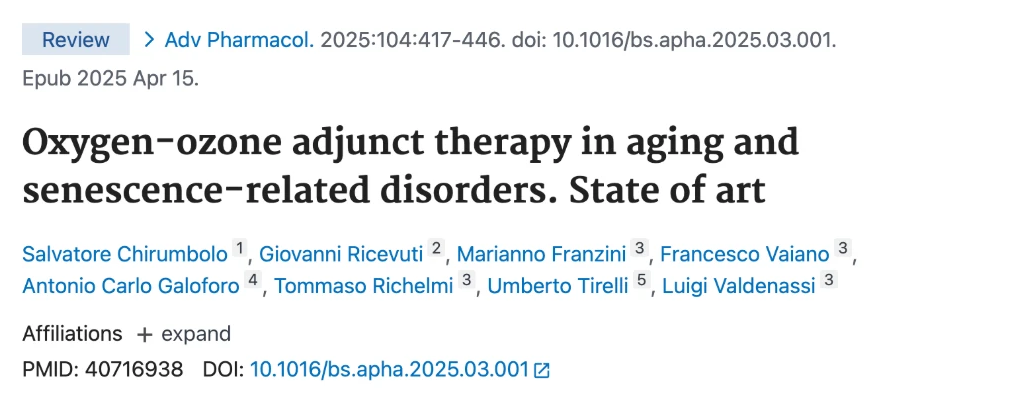 Review > Adv Pharmacol. 2025:104:417-446. doi: 10.1016/bs.apha.2025.03.001.
Epub 2025 Apr 15.
Oxygen-ozone adjunct therapy in aging and
senescence-related disorders. State of art
Salvatore Chirumbolo 1, Giovanni Ricevuti 2, Marianno Franzini 3, Francesco Vaiano 3,
Antonio Carlo Galoforo 4, Tommaso Richelmi 3, Umberto Tirelli 5, Luigi Valdenassi 3
Affiliations + expand
PMID: 40716938 DOI: 10.1016/bs.apha.2025.03.001